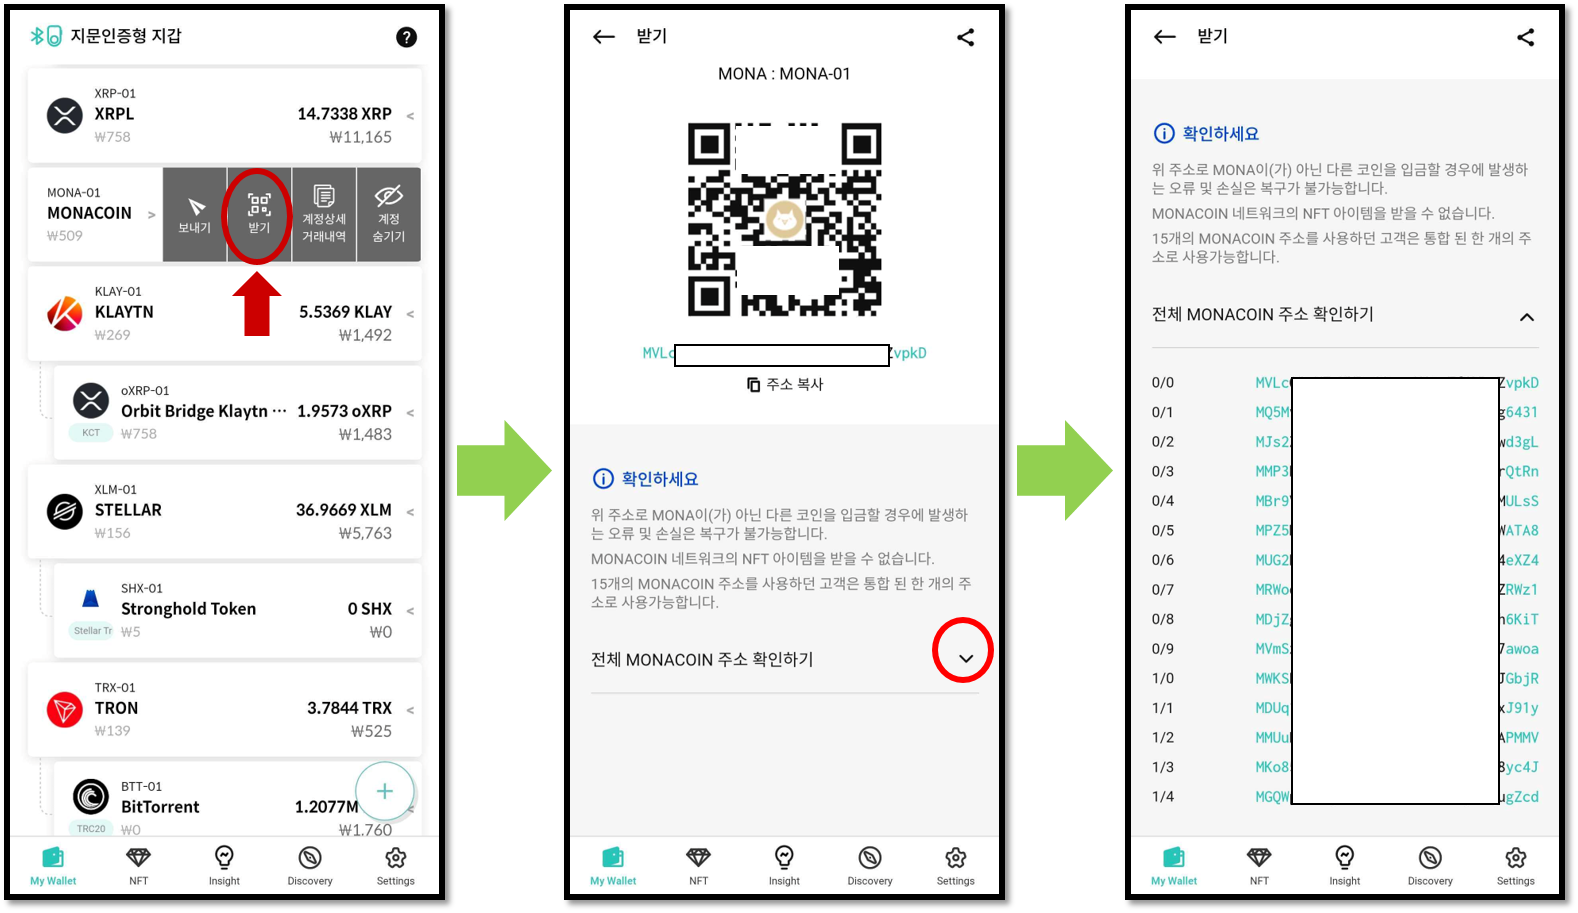 지문인증형 지갑
?
XRP-01
XRPL
₩758
14.7338 XRP
₩11,165
<
MONA-01
MONACOIN
₩509
>
보내기
받기
계정상세
거래내역
계정
숨기기
KLAY-01
KLAYTN
₩269
5.5369 KLAY
₩1,492
<
oXRP-01
Orbit Bridge Klaytn ···
KCT
₩758
1.9573 oXRP
₩1,483
<
XLM-01
STELLAR
₩156
36.9669 XLM
₩5,763
<
SHX-01
Stronghold Token
Stellar Tr
₩5
0 SHX
₩0
<
TRX-01
TRON
₩139
3.7844 TRX
₩525
<
BTT-01
BitTorrent
TRC20
₩0
1.2077M
₩1,760
+
My Wallet
NFT
Insight
Discovery
Settings
받기
MONA : MONA-01
MVLc
ZvpkD
주소 복사
확인하세요
위 주소로 MONA이(가) 아닌 다른 코인을 입금할 경우에 발생하
는 오류 및 손실은 복구가 불가능합니다.
MONACOIN 네트워크의 NFT 아이템을 받을 수 없습니다.
15개의 MONACOIN 주소를 사용하던 고객은 통합 된 한 개의 주
소로 사용가능합니다.
전체 MONACOIN 주소 확인하기
My Wallet
NFT
Insight
Discovery
Settings
받기
확인하세요
위 주소로 MONA이(가) 아닌 다른 코인을 입금할 경우에 발생하
는 오류 및 손실은 복구가 불가능합니다.
MONACOIN 네트워크의 NFT 아이템을 받을 수 없습니다.
15개의 MONACOIN 주소를 사용하던 고객은 통합 된 한 개의 주
소로 사용가능합니다.
전체 MONACOIN 주소 확인하기
0/0 MVLc ZvpkD
0/1 MQ5M g6431
0/2 MJs2 wd3gL
0/3 MMP3 rQtRn
0/4 MBr9 MULsS
0/5 MPZ5 WATA8
0/6 MUG2 4eXZ4
0/7 MRWo ZRWz1
0/8 MDjZ n6KiT
0/9 MVmS 7awoa
1/0 MWKS JGbjR
1/1 MDUq xJ91y
1/2 MMUu APMMV
1/3 MKo8 8yc4J
1/4 MGQW ugZcd
My Wallet
NFT
Insight
Discovery
Settings